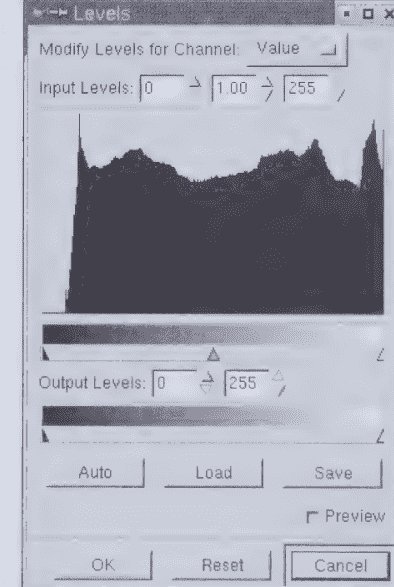 Levels
Modify Levels for Channel: Value
Input Levels: 0 1.00 255
Output Levels: 0 255
Auto Load Save
Preview
OK Reset Cancel